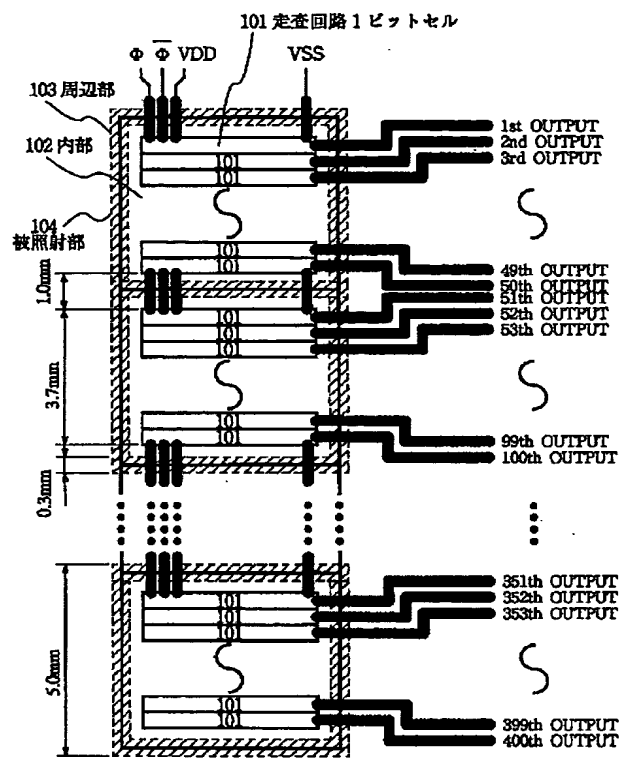 101 走査回路1ビットセル
Φ Φ VDD VSS
103 周辺部
102 内部
104
被照射部
1st OUTPUT
2nd OUTPUT
3rd OUTPUT
49th OUTPUT
50th OUTPUT
51th OUTPUT
52th OUTPUT
53th OUTPUT
1.0mm
3.7mm
0.3mm
99th OUTPUT
100th OUTPUT
351th OUTPUT
352th OUTPUT
353th OUTPUT
5.0mm
399th OUTPUT
400th OUTPUT